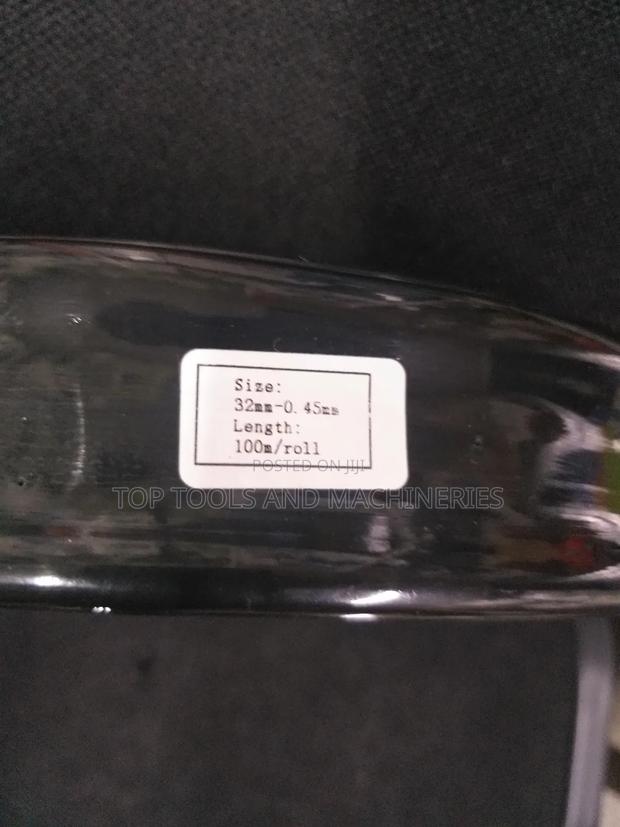 Size:
32mm-0.45mm
Length:
100m/roll
POSTED ON JIJI
TOP TOOLS AND MACHINERIES